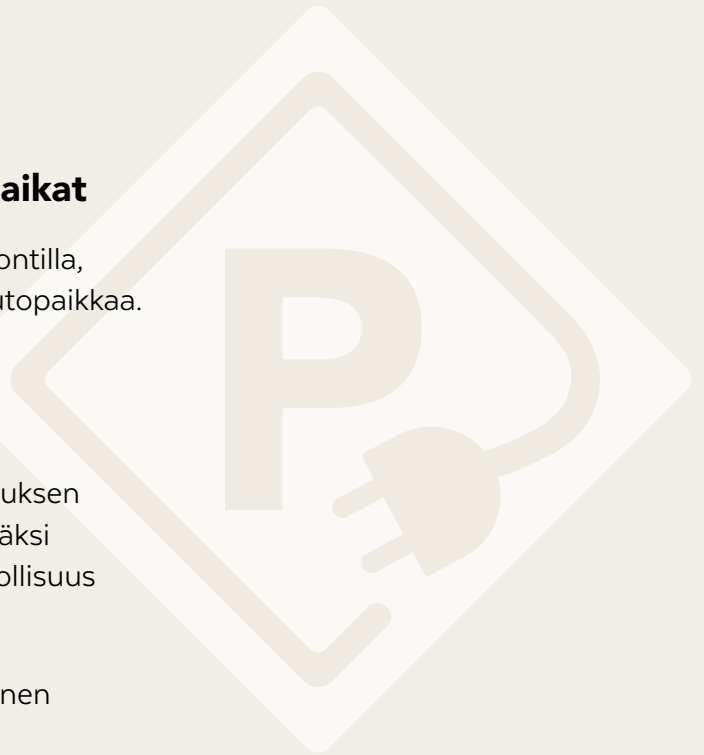 aikat
ontilla,
utopaikkaa.
P
uksen
äksi
ollisuus
nen